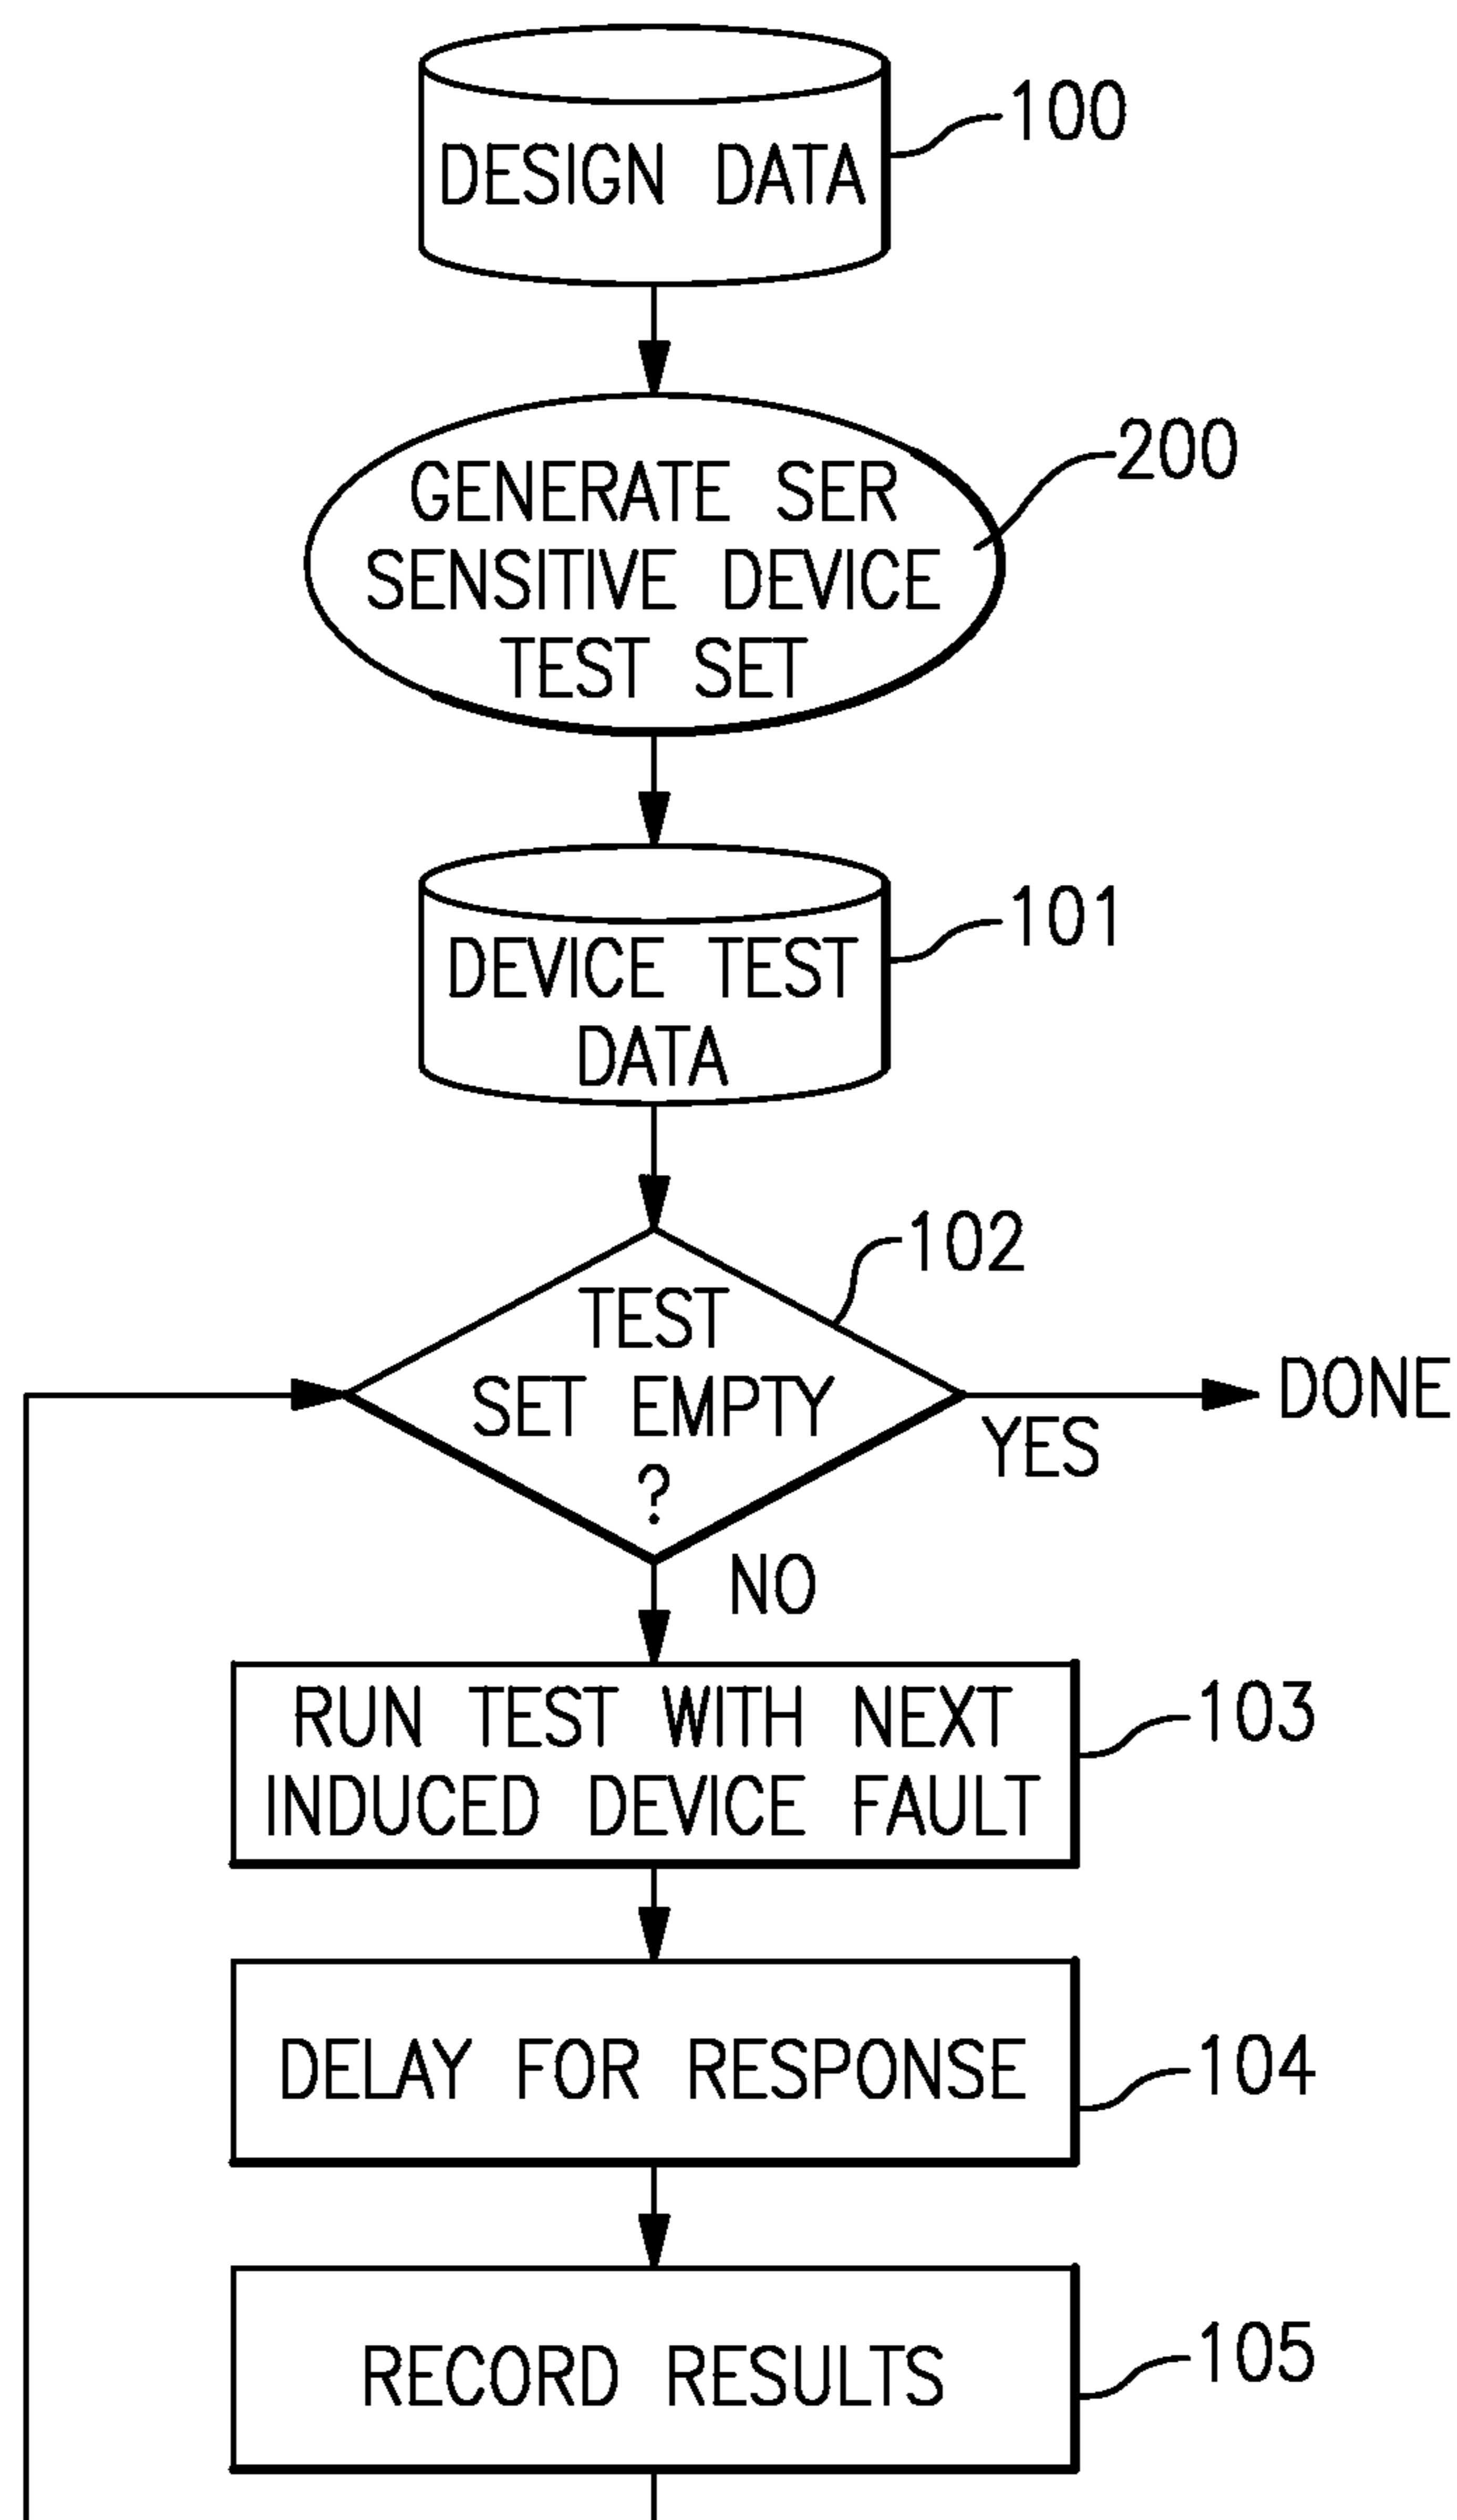 DESIGN DATA
100
GENERATE SER
SENSITIVE DEVICE
TEST SET
200
DEVICE TEST
DATA
101
102
TEST
SET EMPTY
?
YES
DONE
NO
RUN TEST WITH NEXT
INDUCED DEVICE FAULT
103
DELAY FOR RESPONSE
104
RECORD RESULTS
105